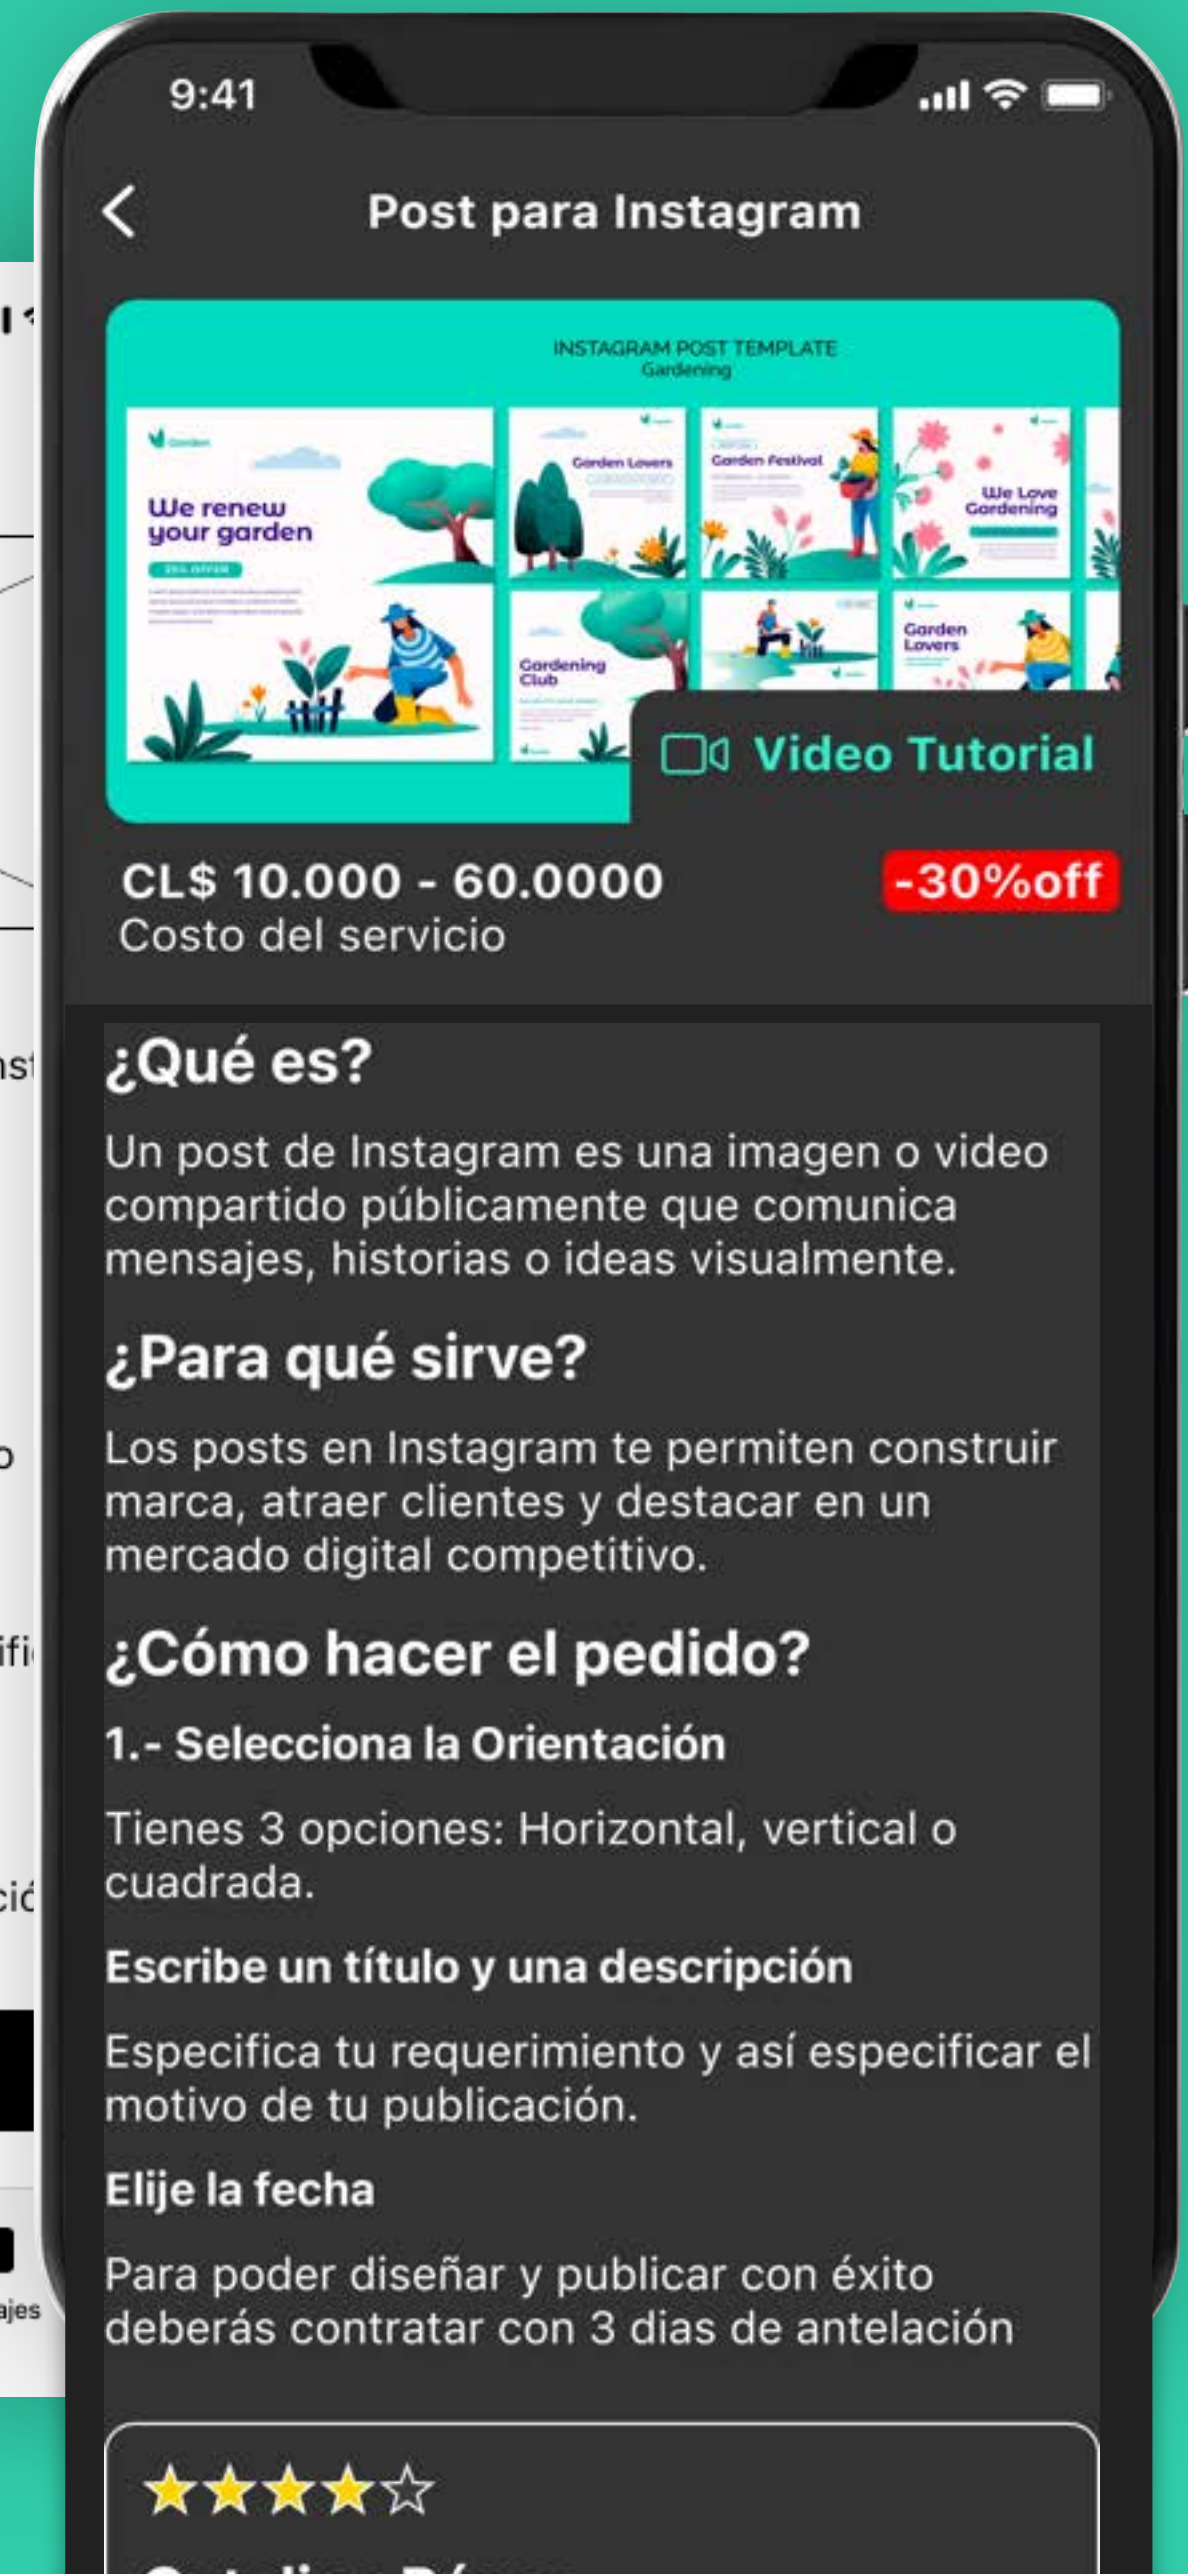 9:41
Post para Instagram
INSTAGRAM POST TEMPLATE
Gardening
Garden
We renew
your garden
25% OFFER
Garden Lovers
Garden Festival
We Love
Gardening
Gardening
Club
Garden
Lovers
Video Tutorial
CL$ 10.000 - 60.0000
-30%off
Costo del servicio
¿Qué es?
Un post de Instagram es una imagen o video
compartido públicamente que comunica
mensajes, historias o ideas visualmente.
¿Para qué sirve?
Los posts en Instagram te permiten construir
marca, atraer clientes y destacar en un
mercado digital competitivo.
¿Cómo hacer el pedido?
1.- Selecciona la Orientación
Tienes 3 opciones: Horizontal, vertical o
cuadrada.
Escribe un título y una descripción
Especifica tu requerimiento y así especificar el
motivo de tu publicación.
Elije la fecha
Para poder diseñar y publicar con éxito
deberás contratar con 3 dias de antelación